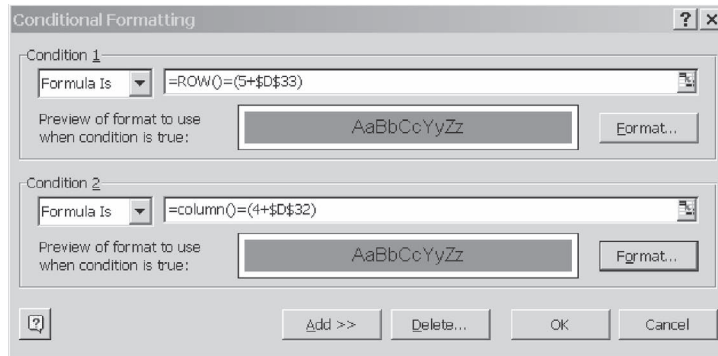 Conditional Formatting
Condition 1
Formula Is =ROW()=(5+$D$33)
Preview of format to use
when condition is true:
AaBbCcYyZz
Format...
Condition 2
Formula Is =column()=(4+$D$32)
Preview of format to use
when condition is true:
AaBbCcYyZz
Format...
Add >> Delete... OK Cancel